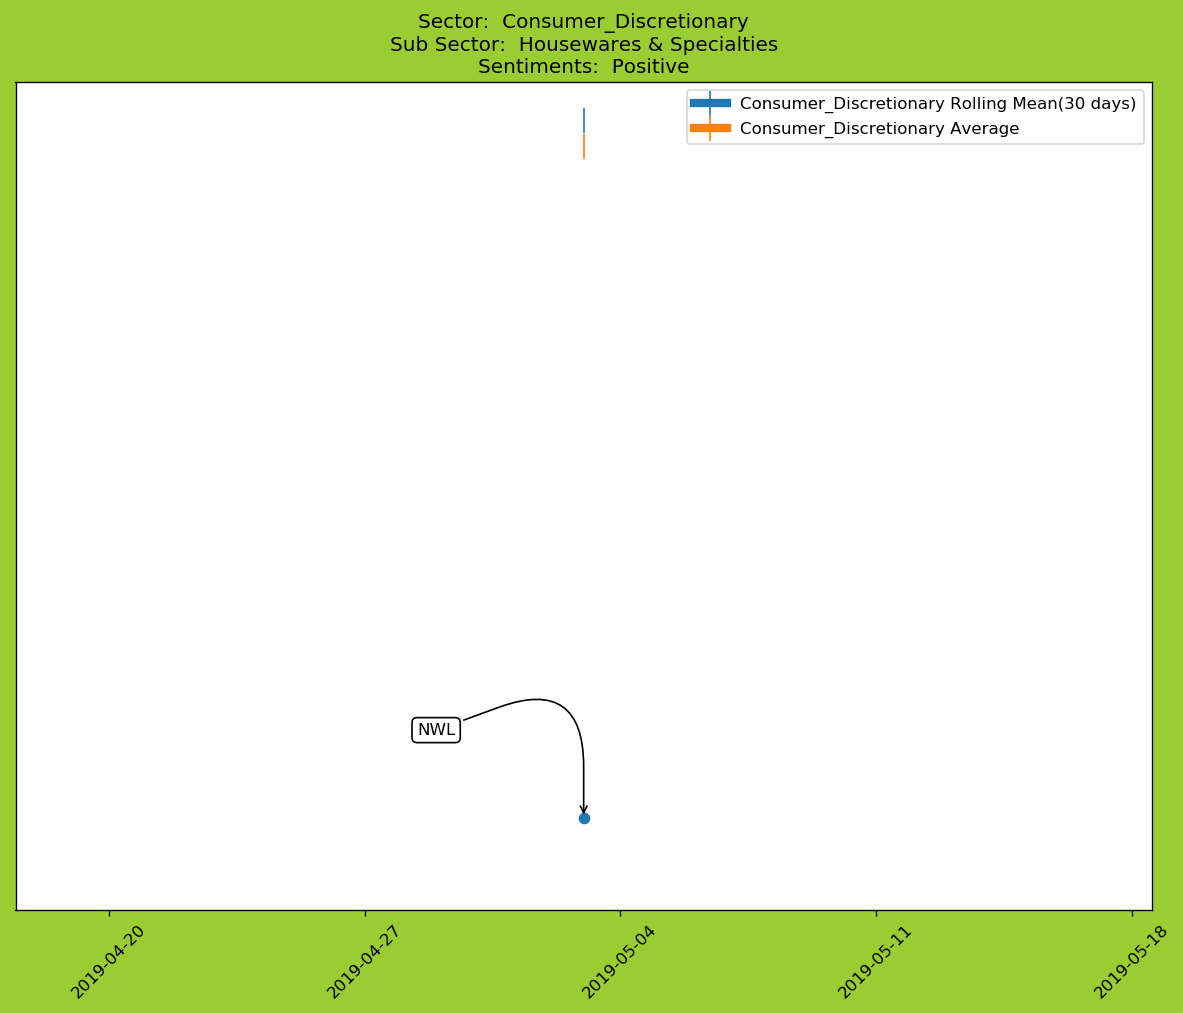 Sector:  Consumer_Discretionary
Sub Sector:  Housewares & Specialties
Sentiments:  Positive
Consumer_Discretionary Rolling Mean(30 days)
Consumer_Discretionary Average
NWL
2019-04-20
2019-04-27
2019-05-04
2019-05-11
2019-05-18